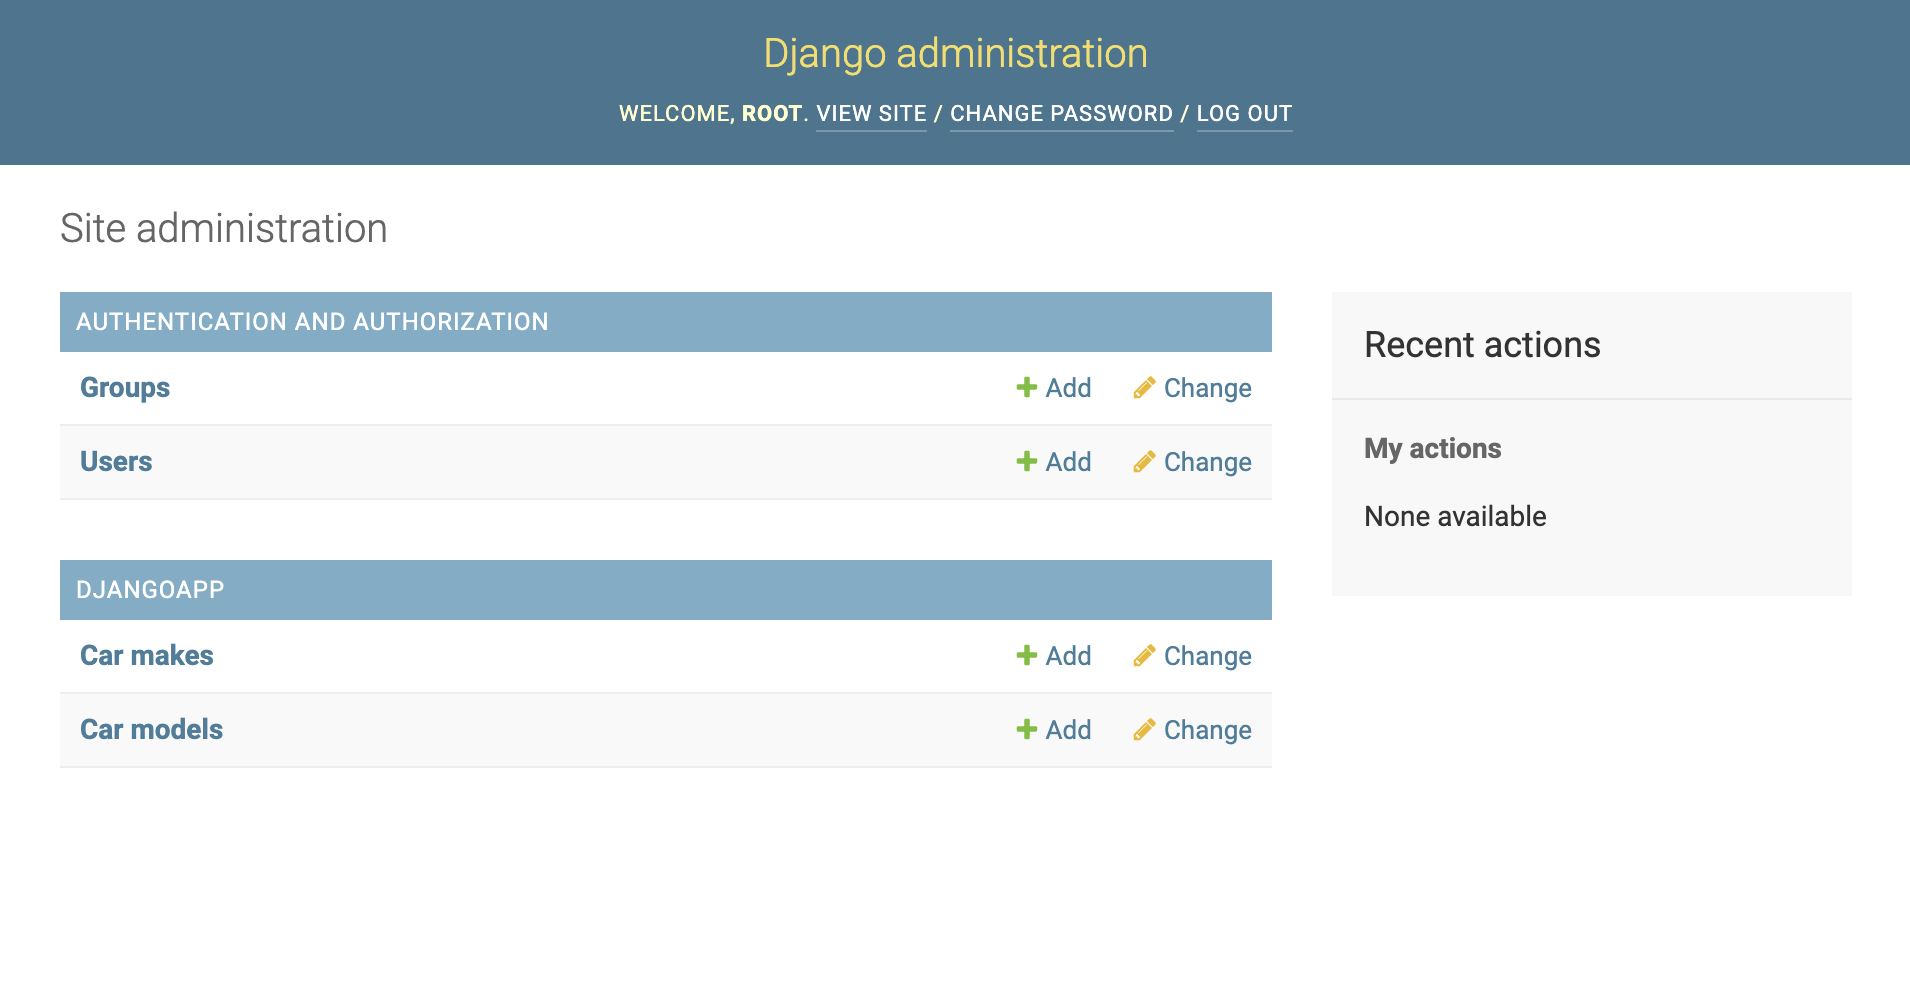 Django administration
WELCOME, ROOT. VIEW SITE / CHANGE PASSWORD / LOG OUT
Site administration
AUTHENTICATION AND AUTHORIZATION
Groups Add Change
Users Add Change
DJANGOAPP
Car makes Add Change
Car models Add Change
Recent actions
My actions
None available